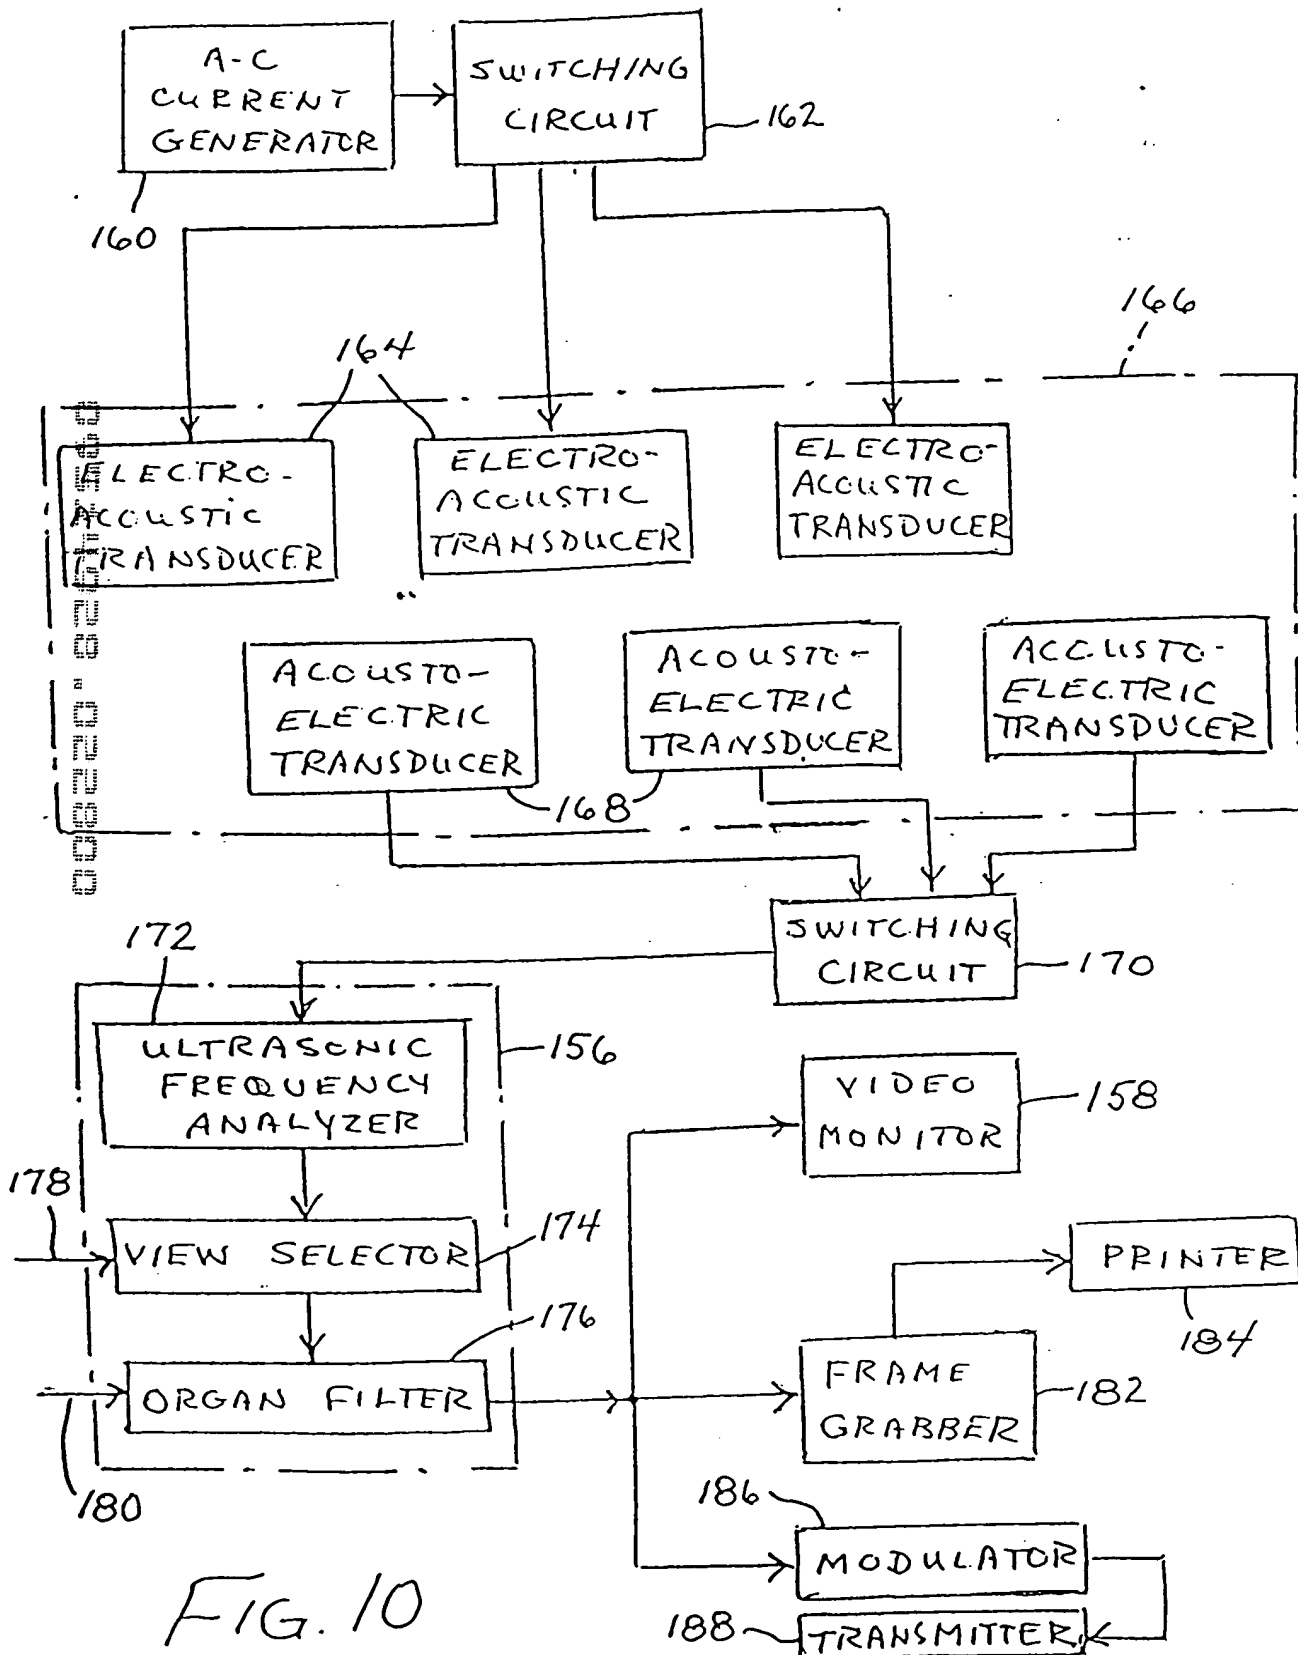 A-C
CURRENT
GENERATOR
160
SWITCHING
CIRCUIT
162
166
164
ELECTRO-
ACOUSTIC
TRANSDUCER
ELECTRO-
ACOUSTIC
TRANSDUCER
ELECTRO-
ACOUSTIC
TRANSDUCER
ACOUSTO-
ELECTRIC
TRANSDUCER
ACOUSTO-
ELECTRIC
TRANSDUCER
ACOUSTO-
ELECTRIC
TRANSDUCER
168
SWITCHING
CIRCUIT
170
172
ULTRASONIC
FREQUENCY
ANALYZER
156
VIDEO
MONITOR
158
178
VIEW SELECTOR
174
PRINTER
184
176
ORGAN FILTER
180
FRAME
GRABBER
182
186
MODULATOR
188
TRANSMITTER
FIG. 10